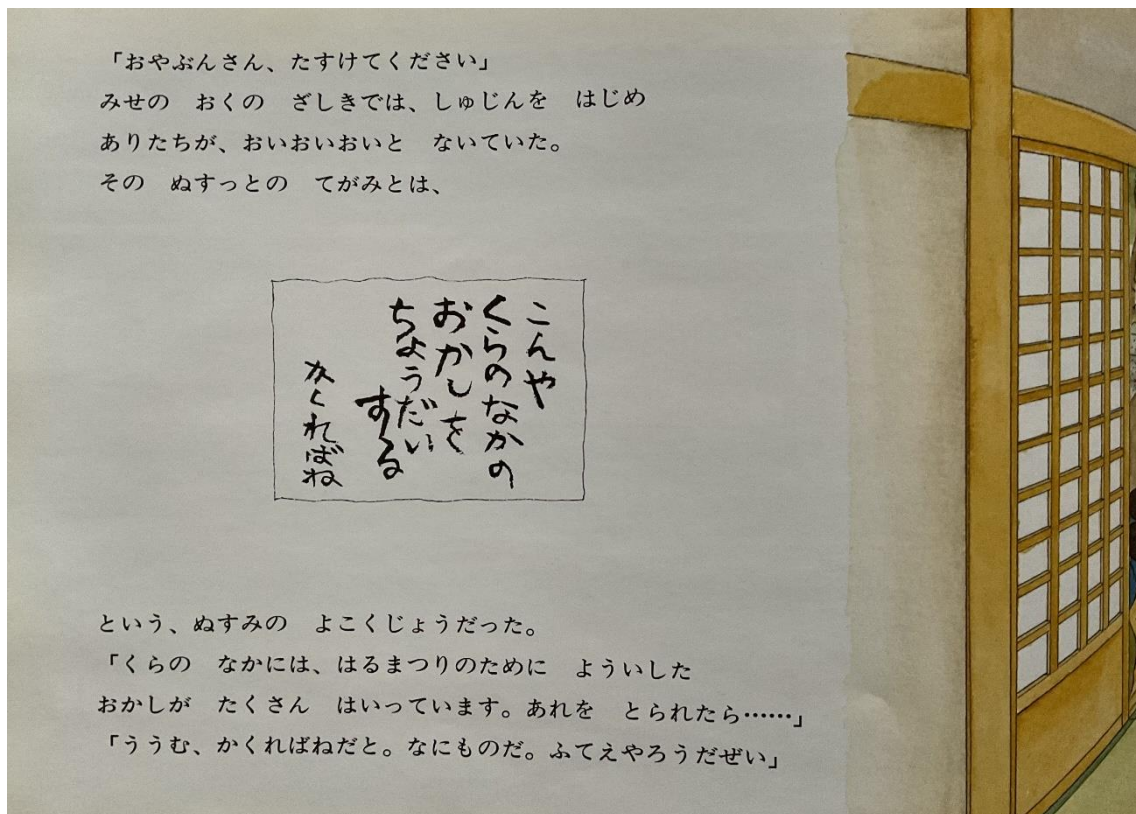 「おやぶんさん、たすけてください」
みせの　おくの　ざしきでは、しゅじんを　はじめ
ありたちが、おいおいおいと　ないていた。
その　ぬすっとの　てがみとは、
こんや
くらのなかの
おかしを
ちょうだい
する
かくればね
という、ぬすみの　よこくじょうだった。
「くらの　なかには、はるまつりのために　よういした
おかしが　たくさん　はいっています。あれを　とられたら……」
「ううむ、かくればねだと。なにものだ。ふてえやろうだぜい」